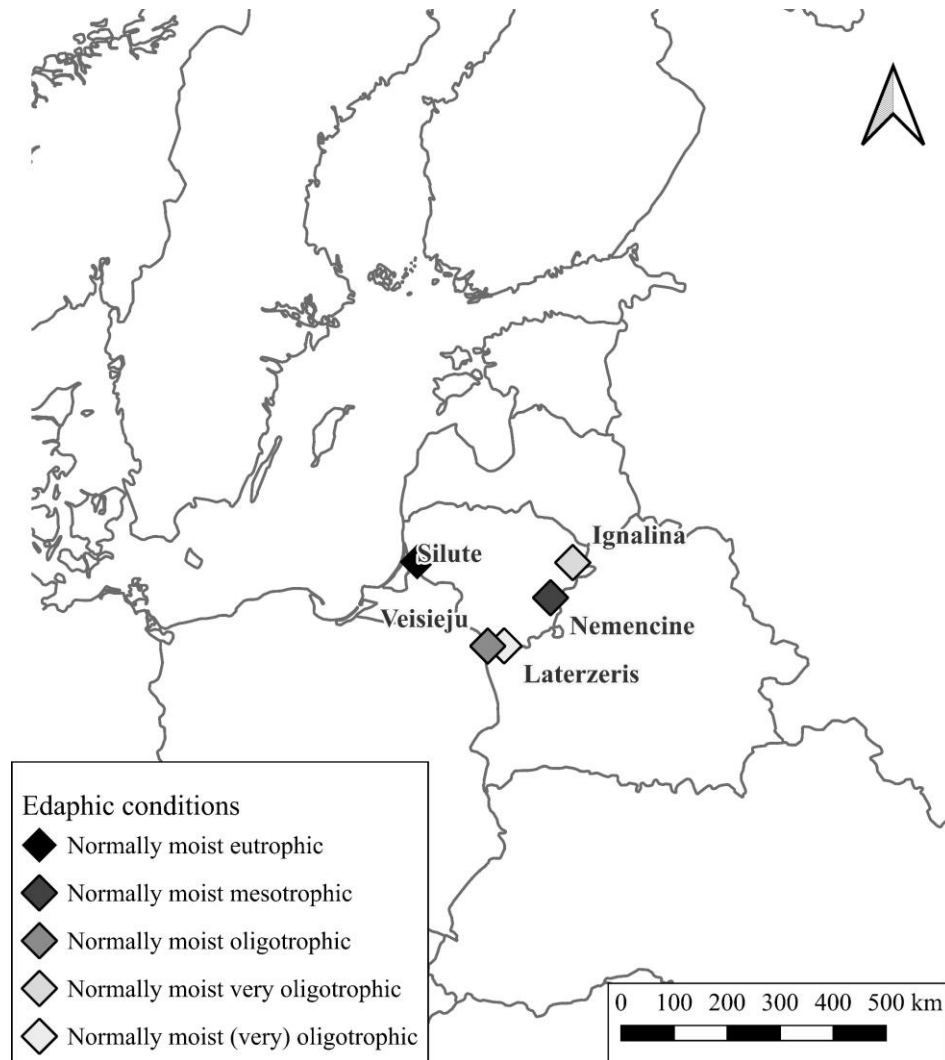 Ignalina
Silute
Veisieju
Nemencine
Laterzeris
Edaphic conditions
Normally moist eutrophic
Normally moist mesotrophic
Normally moist oligotrophic
Normally moist very oligotrophic
Normally moist (very) oligotrophic
0 100 200 300 400 500 km